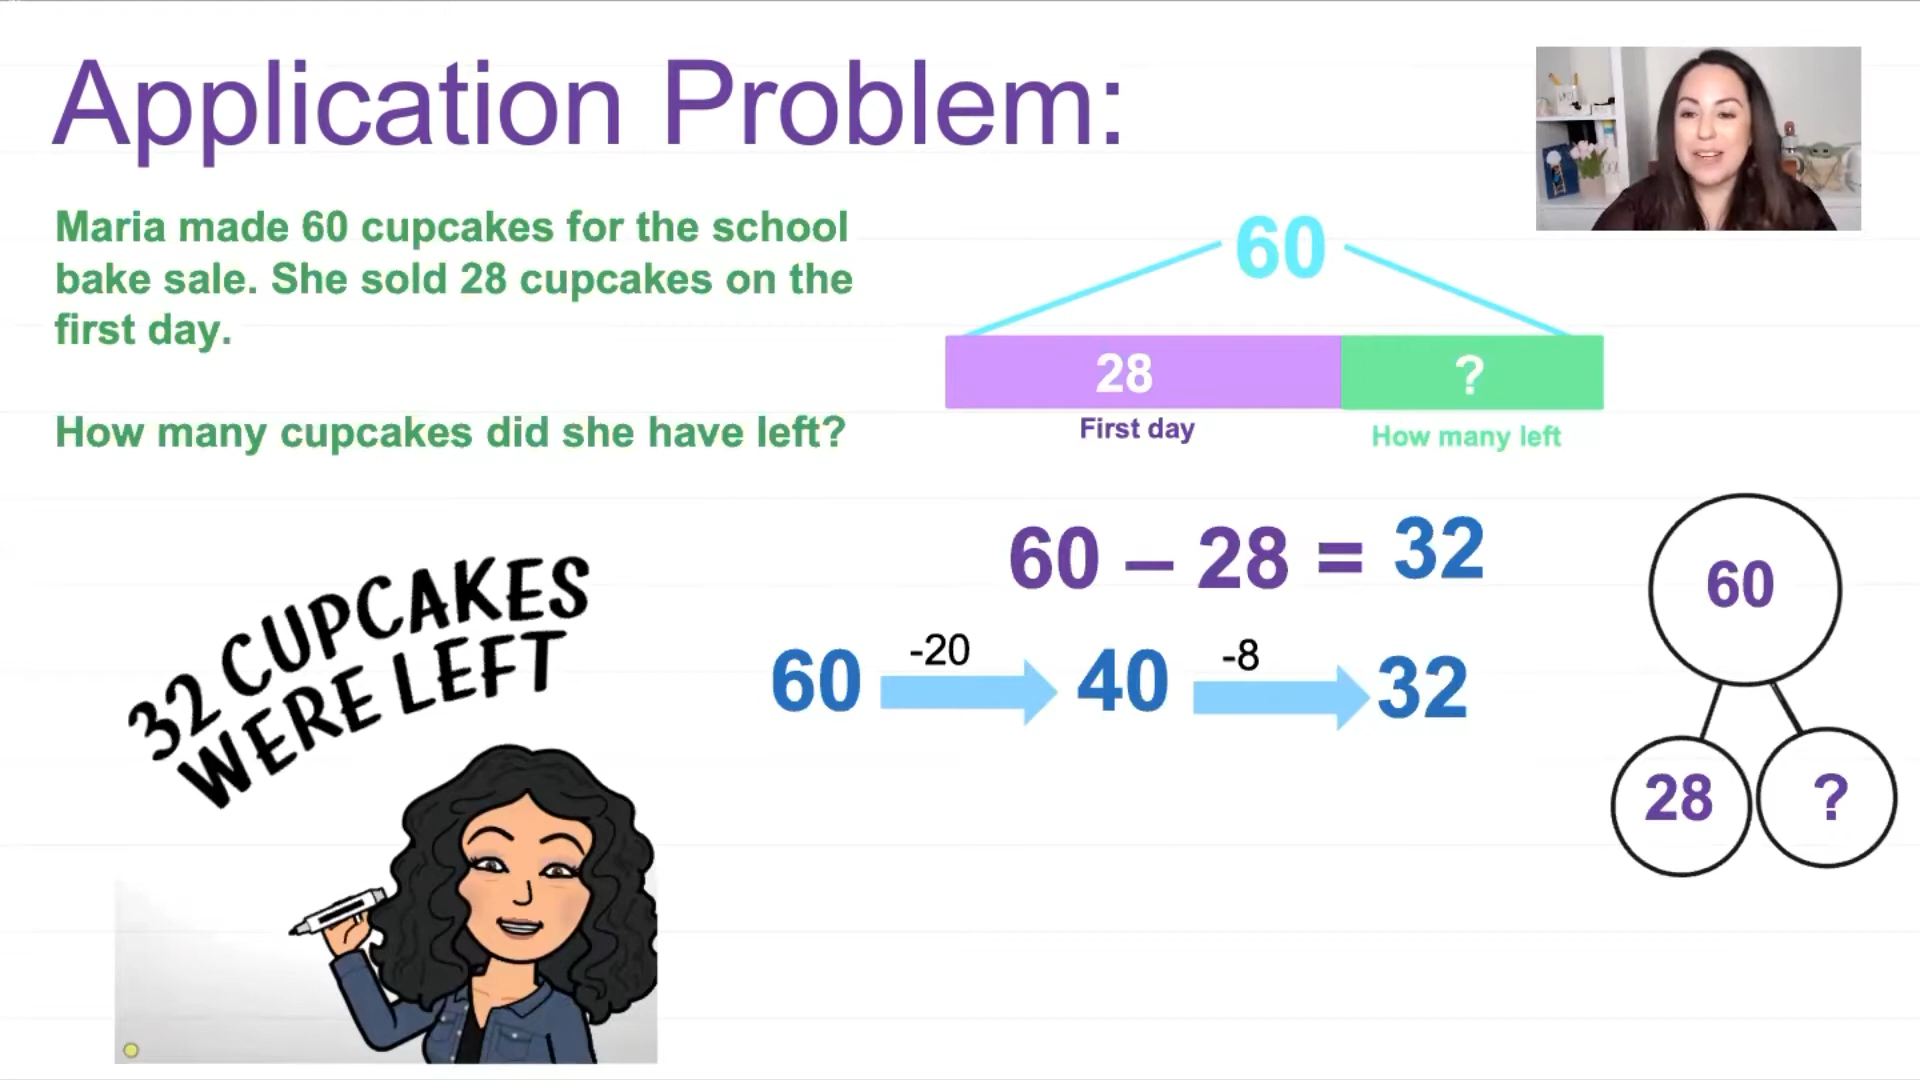 Application Problem:
Maria made 60 cupcakes for the school
bake sale. She sold 28 cupcakes on the
first day.
How many cupcakes did she have left?
60
28
?
First day
How many left
60 – 28 = 32
60
-20
40
-8
32
60
28
?
32 CUPCAKES
WERE LEFT